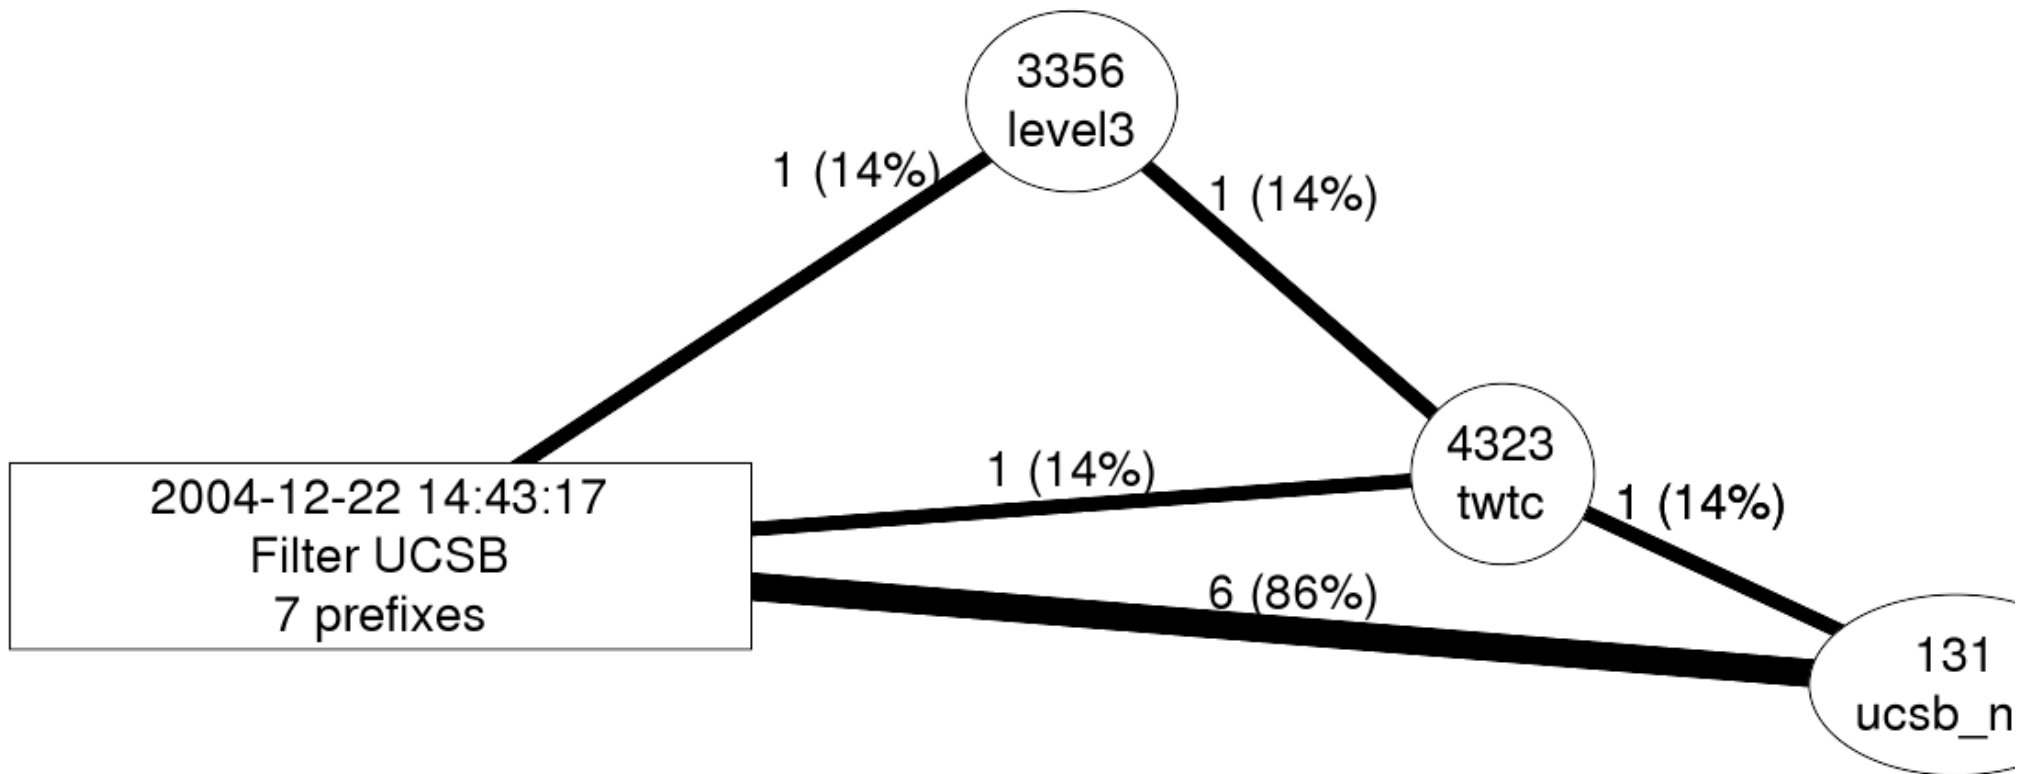 3356
level3
1 (14%)
1 (14%)
4323
twtc
1 (14%)
1 (14%)
2004-12-22 14:43:17
Filter UCSB
7 prefixes
6 (86%)
131
ucsb_n